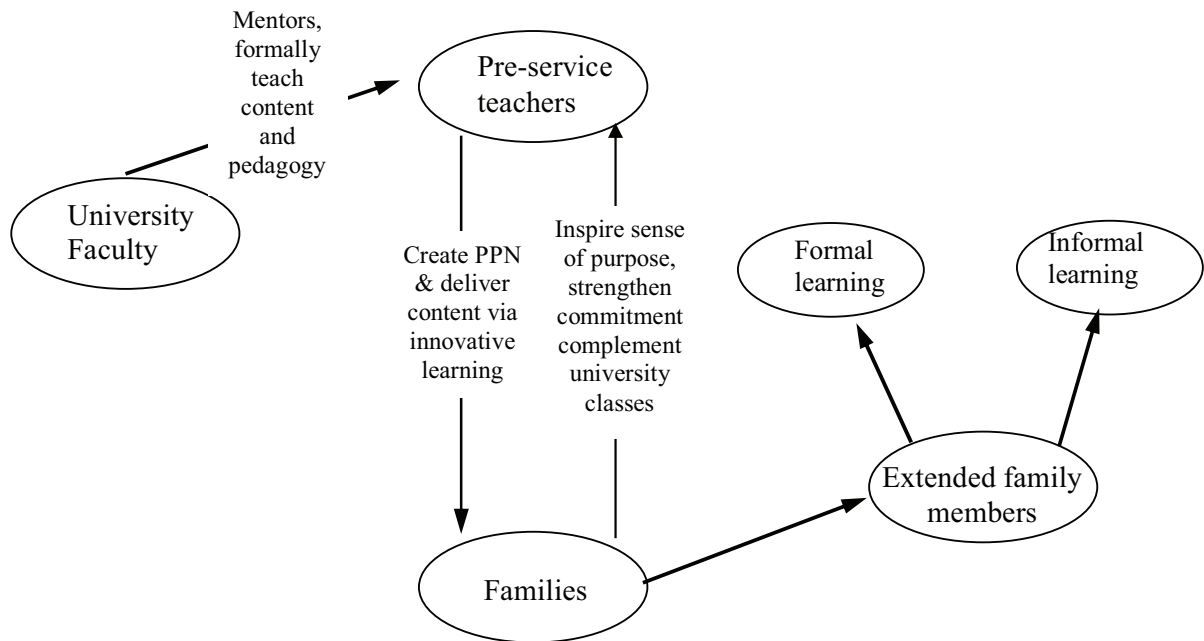 Mentors,
formally
teach
content
and
pedagogy
Pre-service
teachers
University
Faculty
Create PPN
& deliver
content via
innovative
learning
Inspire sense
of purpose,
strengthen
commitment
complement
university
classes
Formal
learning
Informal
learning
Extended family
members
Families